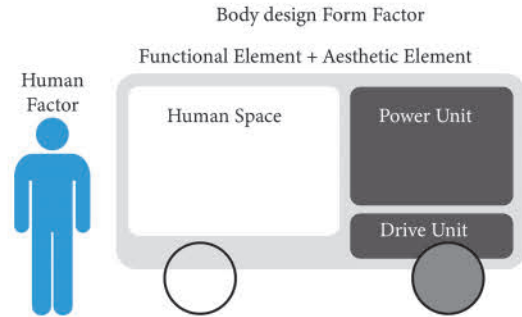 Body design Form Factor
Functional Element + Aesthetic Element
Human
Factor
Human Space
Power Unit
Drive Unit